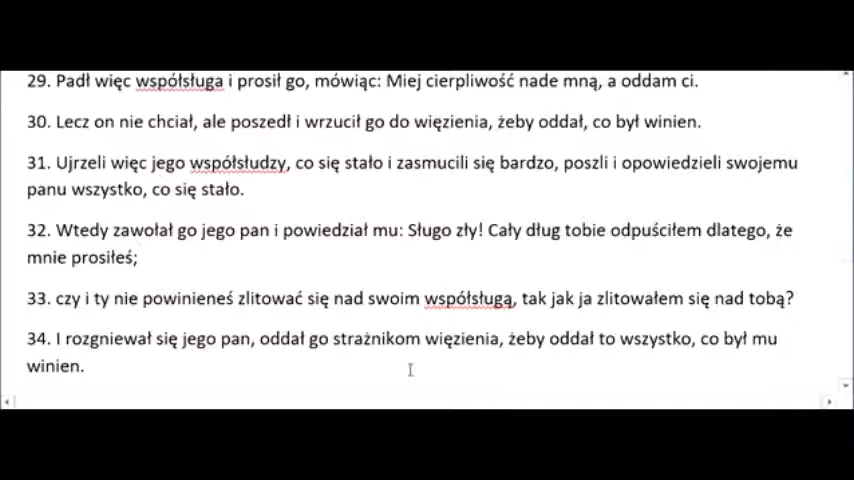 29. Padł więc współsługa i prosił go, mówiąc: Miej cierpliwość nade mną, a oddam ci.
30. Lecz on nie chciał, ale poszedł i wrzucił go do więzienia, żeby oddał, co był winien.
31. Ujrzeli więc jego współsłudzy, co się stało i zasmucili się bardzo, poszli i opowiedzieli swojemu
panu wszystko, co się stało.
32. Wtedy zawołał go jego pan i powiedział mu: Sługo zły! Cały dług tobie odpuściłem dlatego, że
mnie prosiłeś;
33. czy i ty nie powinieneś zlitować się nad swoim współsługą, tak jak ja zlitowałem się nad tobą?
34. I rozgniewał się jego pan, oddał go strażnikom więzienia, żeby oddał to wszystko, co był mu
winien.